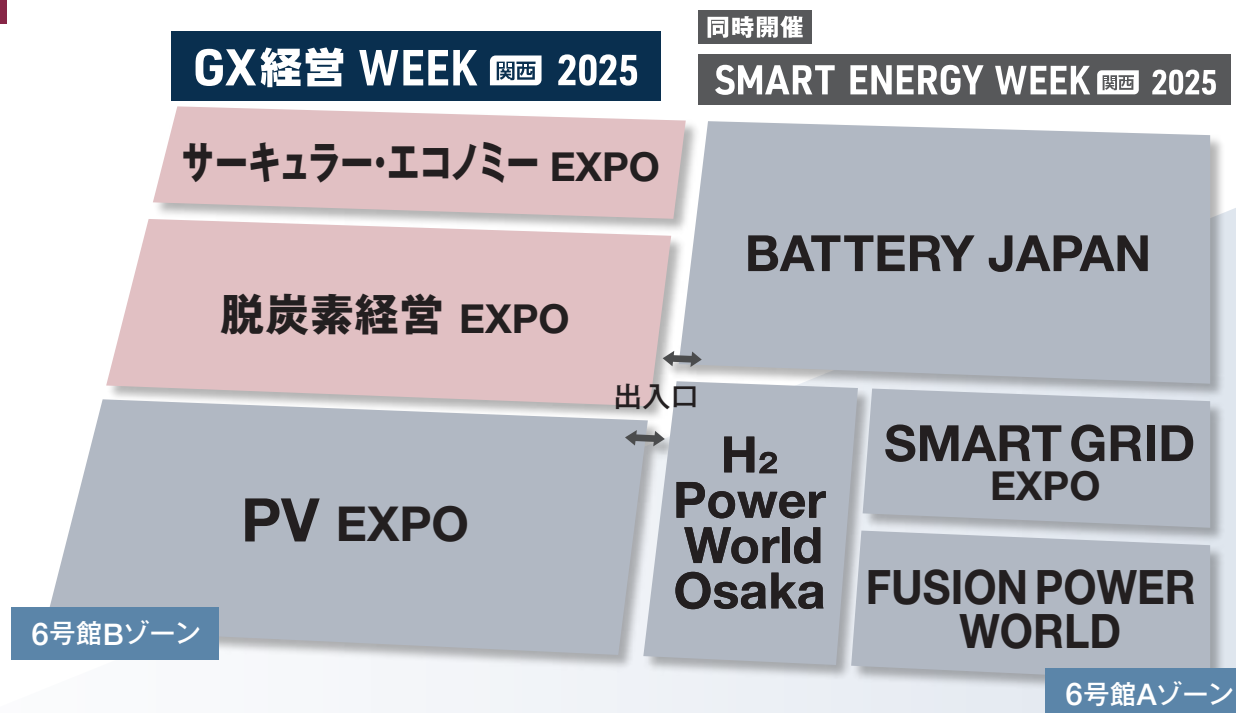 GX経営 WEEK 関西 2025
同時開催
SMART ENERGY WEEK 関西 2025
サーキュラー・エコノミー EXPO
脱炭素経営 EXPO
PV EXPO
6号館Bゾーン
出入口
BATTERY JAPAN
H₂
Power
World
Osaka
SMART GRID
EXPO
FUSION POWER
WORLD
6号館Aゾーン